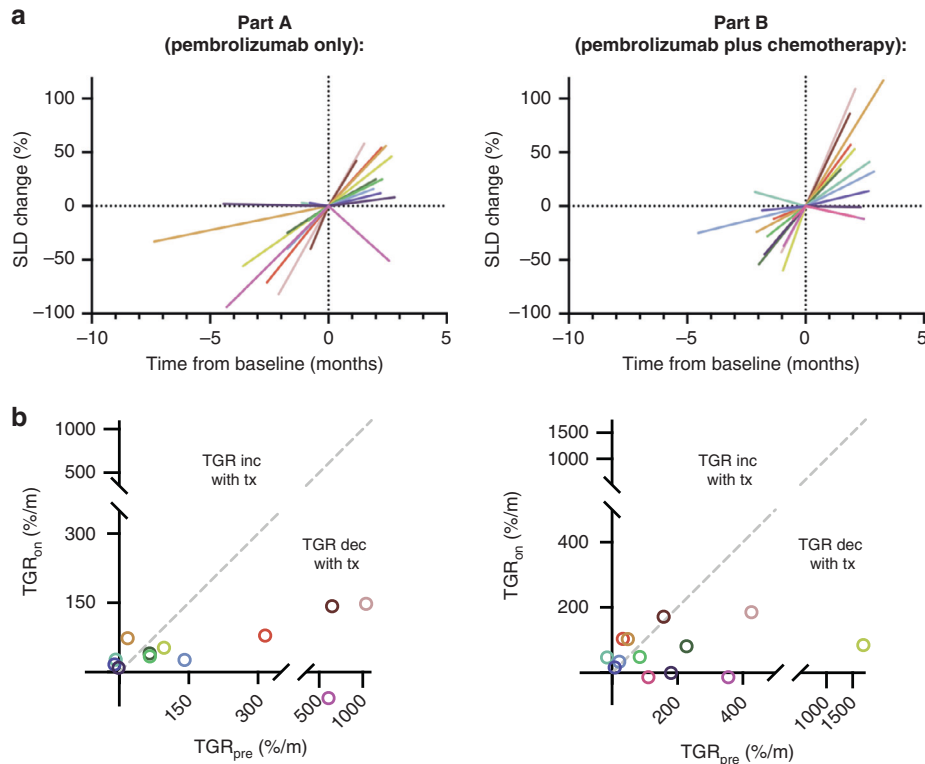 a
Part A
(pembrolizumab only):
Part B
(pembrolizumab plus chemotherapy):
SLD change (%)
100
50
0
–50
–100
–10
–5
0
5
Time from baseline (months)
SLD change (%)
100
50
0
–50
–100
–10
–5
0
5
Time from baseline (months)
b
TGRon (%/m)
1000
500
300
150
TGR inc
with tx
TGR dec
with tx
150
300
500
1000
TGRpre (%/m)
TGRon (%/m)
1500
1000
400
200
TGR inc
with tx
TGR dec
with tx
200
400
1000
1500
TGRpre (%/m)